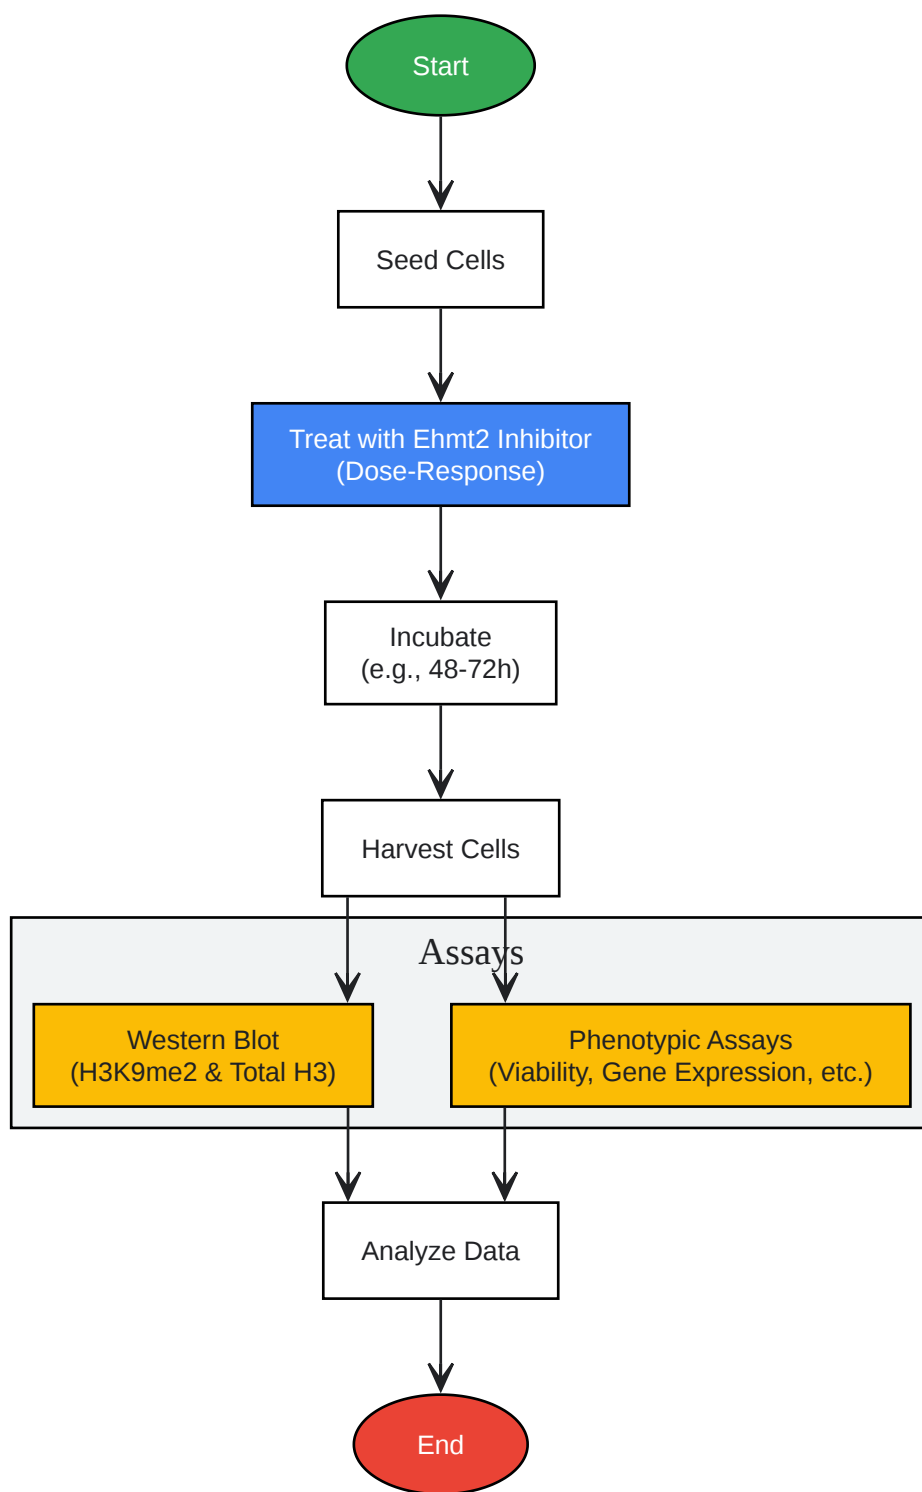 Start
Seed Cells
Treat with Ehmt2 Inhibitor
(Dose-Response)
Incubate
(e.g., 48-72h)
Harvest Cells
Assays
Western Blot
(H3K9me2 & Total H3)
Phenotypic Assays
(Viability, Gene Expression, etc.)
Analyze Data
End